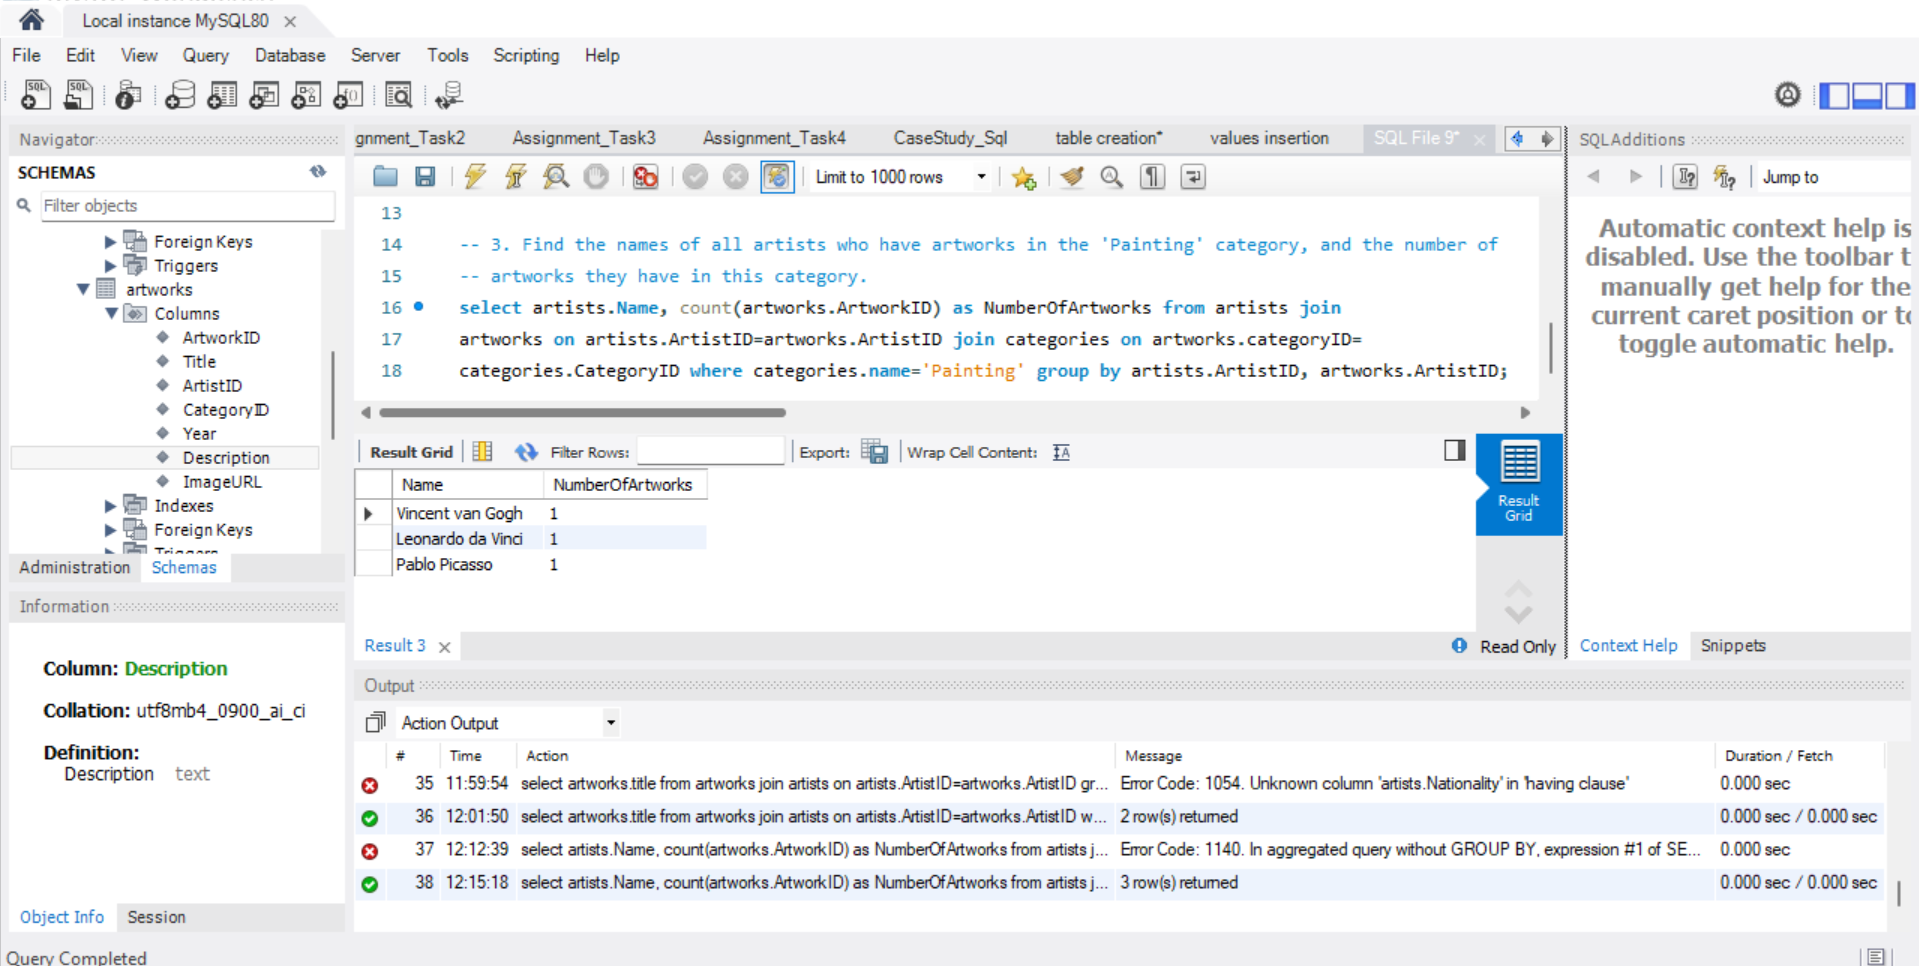 Local instance MySQL80
File Edit View Query Database Server Tools Scripting Help
Navigator
SCHEMAS
Filter objects
Foreign Keys
Triggers
artworks
Columns
ArtworkID
Title
ArtistID
CategoryID
Year
Description
ImageURL
Indexes
Foreign Keys
Triggers
Administration Schemas
Information
Column: Description
Collation: utf8mb4_0900_ai_ci
Definition:
Description text
Object Info Session
Query Completed
gnment_Task2 Assignment_Task3 Assignment_Task4 CaseStudy_Sql table creation* values insertion SQL File 9*
Limit to 1000 rows
13
14 -- 3. Find the names of all artists who have artworks in the 'Painting' category, and the number of
15 -- artworks they have in this category.
16 select artists.Name, count(artworks.ArtworkID) as NumberOfArtworks from artists join
17 artworks on artists.ArtistID=artworks.ArtistID join categories on artworks.categoryID=
18 categories.CategoryID where categories.name='Painting' group by artists.ArtistID, artworks.ArtistID;
Result Grid Filter Rows: Export: Wrap Cell Content:
Name NumberOfArtworks
Vincent van Gogh 1
Leonardo da Vinci 1
Pablo Picasso 1
Result
Grid
Result 3 Read Only
SQLAdditions
Jump to
Automatic context help is
disabled. Use the toolbar t
manually get help for the
current caret position or to
toggle automatic help.
Context Help Snippets
Output
Action Output
# Time Action Message Duration / Fetch
35 11:59:54 select artworks.title from artworks join artists on artists.ArtistID=artworks.ArtistID gr... Error Code: 1054. Unknown column 'artists.Nationality' in 'having clause' 0.000 sec
36 12:01:50 select artworks.title from artworks join artists on artists.ArtistID=artworks.ArtistID w... 2 row(s) returned 0.000 sec / 0.000 sec
37 12:12:39 select artists.Name, count(artworks.ArtworkID) as NumberOfArtworks from artists j... Error Code: 1140. In aggregated query without GROUP BY, expression #1 of SE... 0.000 sec
38 12:15:18 select artists.Name, count(artworks.ArtworkID) as NumberOfArtworks from artists j... 3 row(s) returned 0.000 sec / 0.000 sec